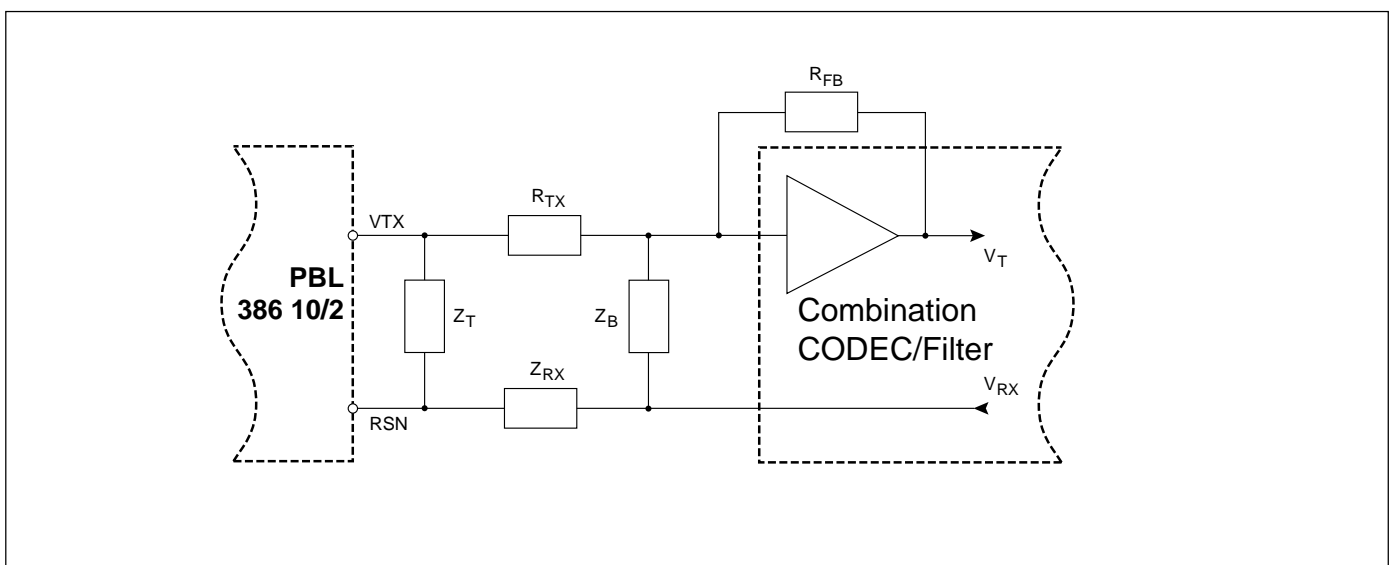 RFB
RTX
VTX
VT
PBL
386 10/2
ZT
ZB
Combination
CODEC/Filter
ZRX
VRX
RSN